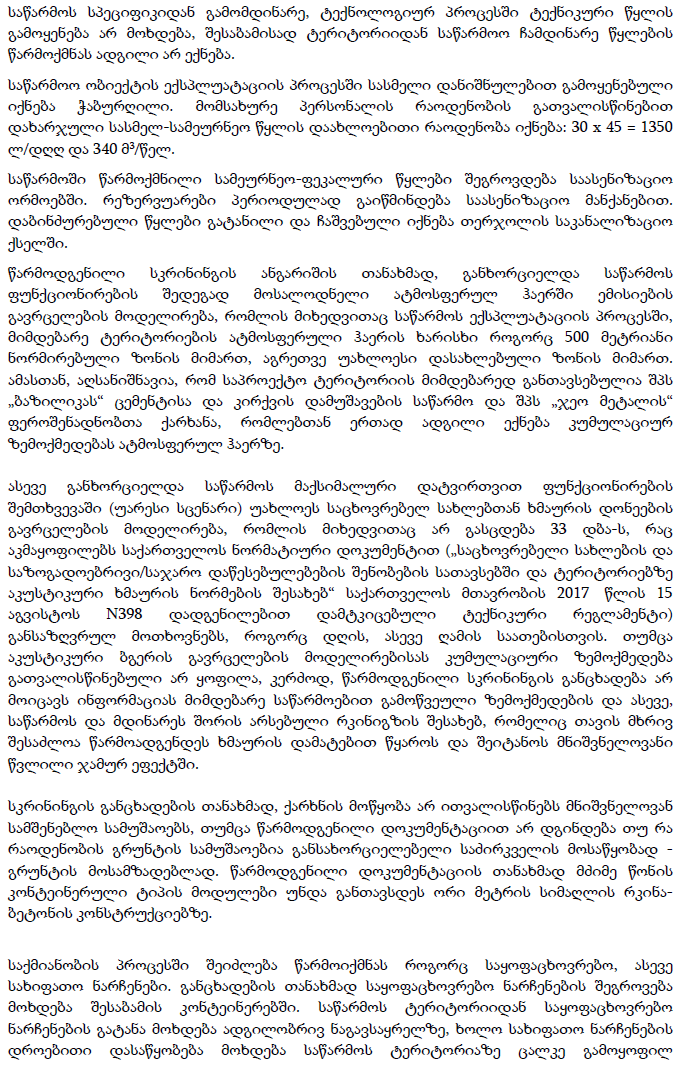 საწარმოს სპეციფიკიდან გამომდინარე, ტექნოლოგიურ პროცესში ტექნიკური წყლის
გამოყენება არ მოხდება, შესაბამისად ტერიტორიიდან საწარმოო ჩამდინარე წყლების
წარმოქმნას ადგილი არ ექნება.
საწარმოო ობიექტის ექსპლუატაციის პროცესში სასმელი დანიშნულებით გამოყენებული
იქნება ჭაბურღილი. მომსახურე პერსონალის რაოდენობის გათვალისწინებით
დახარჯული სასმელ-სამეურნეო წყლის დაახლოებითი რაოდენობა იქნება: 30 x 45 = 1350
ლ/დღღ და 340 მ³/წელ.
საწარმოში წარმოქმნილი სამეურნეო-ფეკალური წყლები შეგროვდება საასენიზაციო
ორმოებში. რეზერვუარები პერიოდულად გაიწმინდება საასენიზაციო მანქანებით.
დაბინძურებული წყლები გატანილი და ჩაშვებული იქნება თერჯოლის საკანალიზაციო
ქსელში.
წარმოდგენილი სკრინინგის ანგარიშის თანახმად, განხორციელდა საწარმოს
ფუნქციონირების შედეგად მოსალოდნელი ატმოსფერულ ჰაერში ემისიების
გავრცელების მოდელირება, რომლის მიხედვითაც საწარმოს ექსპლუატაციის პროცესში,
მიმდებარე ტერიტორიების ატმოსფერული ჰაერის ხარისხი როგორც 500 მეტრიანი
ნორმირებული ზონის მიმართ, აგრეთვე უახლოესი დასახლებული ზონის მიმართ.
ამასთან, აღსანიშნავია, რომ საპროექტო ტერიტორიის მიმდებარედ განთავსებულია შპს
„ბაზილიკას“ ცემენტისა და კირქვის დამუშავების საწარმო და შპს „ჯეო მეტალის“
ფეროშენადნობთა ქარხანა, რომლებთან ერთად ადგილი ექნება კუმულაციურ
ზემოქმედებას ატმოსფერულ ჰაერზე.
ასევე განხორციელდა საწარმოს მაქსიმალური დატვირთვით ფუნქციონირების
შემთხვევაში (უარესი სცენარი) უახლოეს საცხოვრებელ სახლებთან ხმაურის დონეების
გავრცელების მოდელირება, რომლის მიხედვითაც არ გასცდება 33 დბა-ს, რაც
აკმაყოფილებს საქართველოს ნორმატიური დოკუმენტით („საცხოვრებელი სახლების და
საზოგადოებრივი/საჯარო დაწესებულებების შენობების სათავსებში და ტერიტორიებზე
აკუსტიკური ხმაურის ნორმების შესახებ“ საქართველოს მთავრობის 2017 წლის 15
აგვისტოს N398 დადგენილებით დამტკიცებული ტექნიკური რეგლამენტი)
განსაზღვრულ მოთხოვნებს, როგორც დღის, ასევე ღამის საათებისთვის. თუმცა
აკუსტიკური ბგერის გავრცელების მოდელირებისას კუმულაციური ზემოქმედება
გათვალისწინებული არ ყოფილა, კერძოდ, წარმოდგენილი სკრინინგის განცხადება არ
მოიცავს ინფორმაციას მიმდებარე საწარმოებით გამოწვეული ზემოქმედების და ასევე,
საწარმოს და მდინარეს შორის არსებული რკინიგზის შესახებ, რომელიც თავის მხრივ
შესაძლოა წარმოადგენდეს ხმაურის დამატებით წყაროს და შეიტანოს მნიშვნელოვანი
წვლილი ჯამურ ეფექტში.
სკრინინგის განცხადების თანახმად, ქარხნის მოწყობა არ ითვალისწინებს მნიშვნელოვან
სამშენებლო სამუშაოებს, თუმცა წარმოდგენილი დოკუმენტაციით არ დგინდება თუ რა
რაოდენობის გრუნტის სამუშაოებია განსახორციელებელი საძირკველის მოსაწყობად -
გრუნტის მოსამზადებლად. წარმოდგენილი დოკუმენტაციის თანახმად მძიმე წონის
კონტეინერული ტიპის მოდულები უნდა განთავსდეს ორი მეტრის სიმაღლის რკინა-
ბეტონის კონსტრუქციებზე.
საქმიანობის პროცესში შეიძლება წარმოიქმნას როგორც საყოფაცხოვრებო, ასევე
სახიფათო ნარჩენები. განცხადების თანახმად საყოფაცხოვრებო ნარჩენების შეგროვება
მოხდება შესაბამის კონტეინერებში. საწარმოს ტერიტორიიდან საყოფაცხოვრებო
ნარჩენების გატანა მოხდება ადგილობრივ ნაგავსაყრელზე, ხოლო სახიფათო ნარჩენების
დროებითი დასაწყობება მოხდება საწარმოს ტერიტორიაზე ცალკე გამოყოფილ